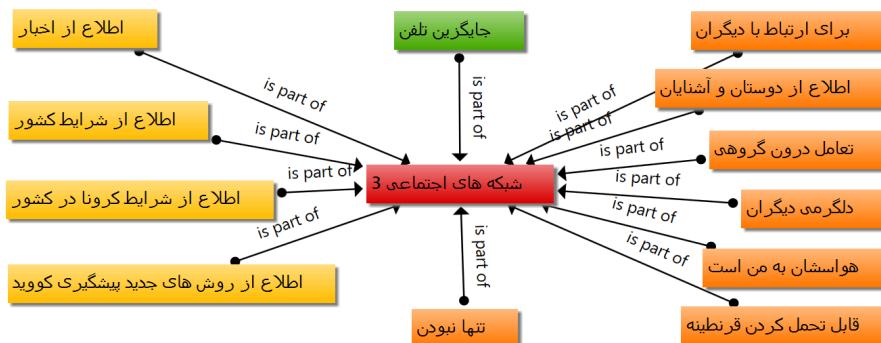 اطلاع از اخبار
جایگزین تلفن
برای ارتباط با دیگران
اطلاع از دوستان و آشنایان
اطلاع از شرایط کشور
تعامل درون گروهی
شبکه های اجتماعی 3
اطلاع از شرایط کرونا در کشور
دلگرمی دیگران
هواسشان به من است
اطلاع از روش های جدید پیشگیری کووید
تنها نبودن
قابل تحمل کردن قرنطینه
is part of
is part of
is part of
is part of
is part of
is part of
is part of
is part of
is part of
is part of
is part of
is part of